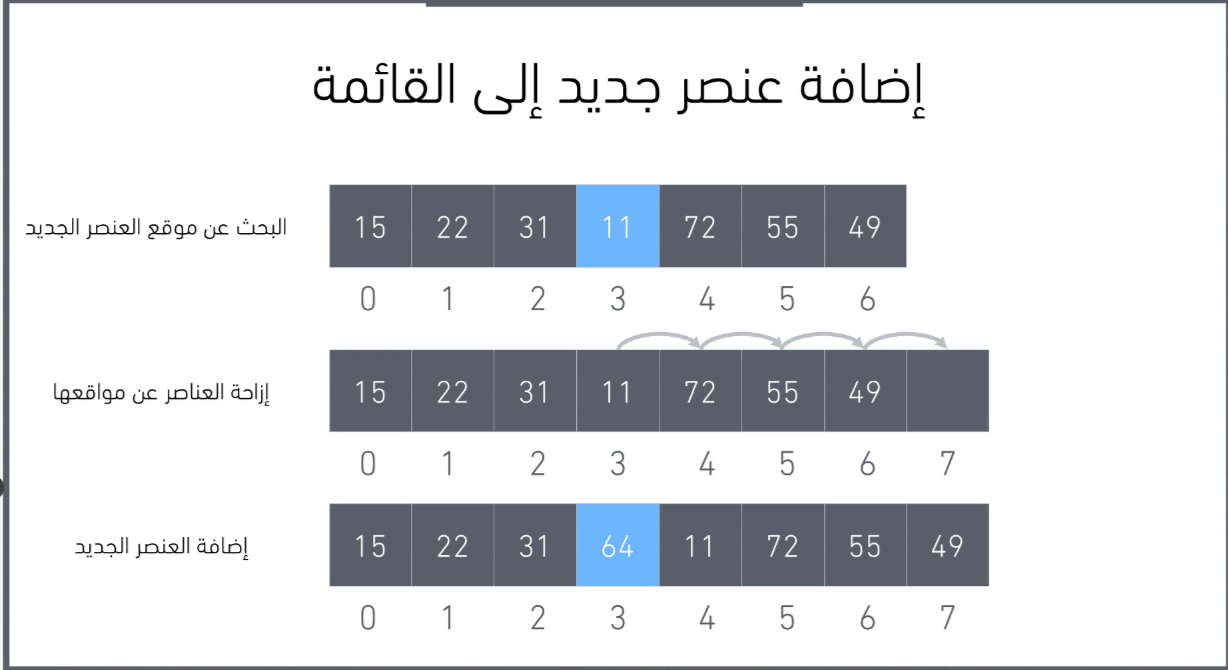 إضافة عنصر جديد إلى القائمة
البحث عن موقع العنصر الجديد
15 22 31 11 72 55 49
0 1 2 3 4 5 6
إزاحة العناصر عن مواقعها
15 22 31 11 72 55 49
0 1 2 3 4 5 6 7
إضافة العنصر الجديد
15 22 31 64 11 72 55 49
0 1 2 3 4 5 6 7